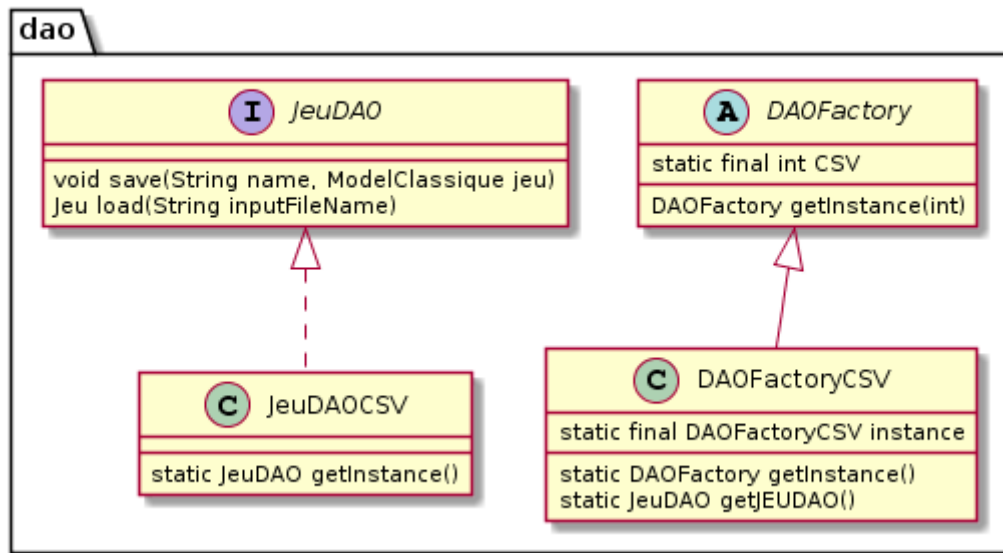 dao
I JeuDAO
void save(String name, ModelClassique jeu)
Jeu load(String inputFileName)
A DAOFactory
static final int CSV
DAOFactory getInstance(int)
C JeuDAOCSV
static JeuDAO getInstance()
C DAOFactoryCSV
static final DAOFactoryCSV instance
static DAOFactory getInstance()
static JeuDAO getJEUDAO()